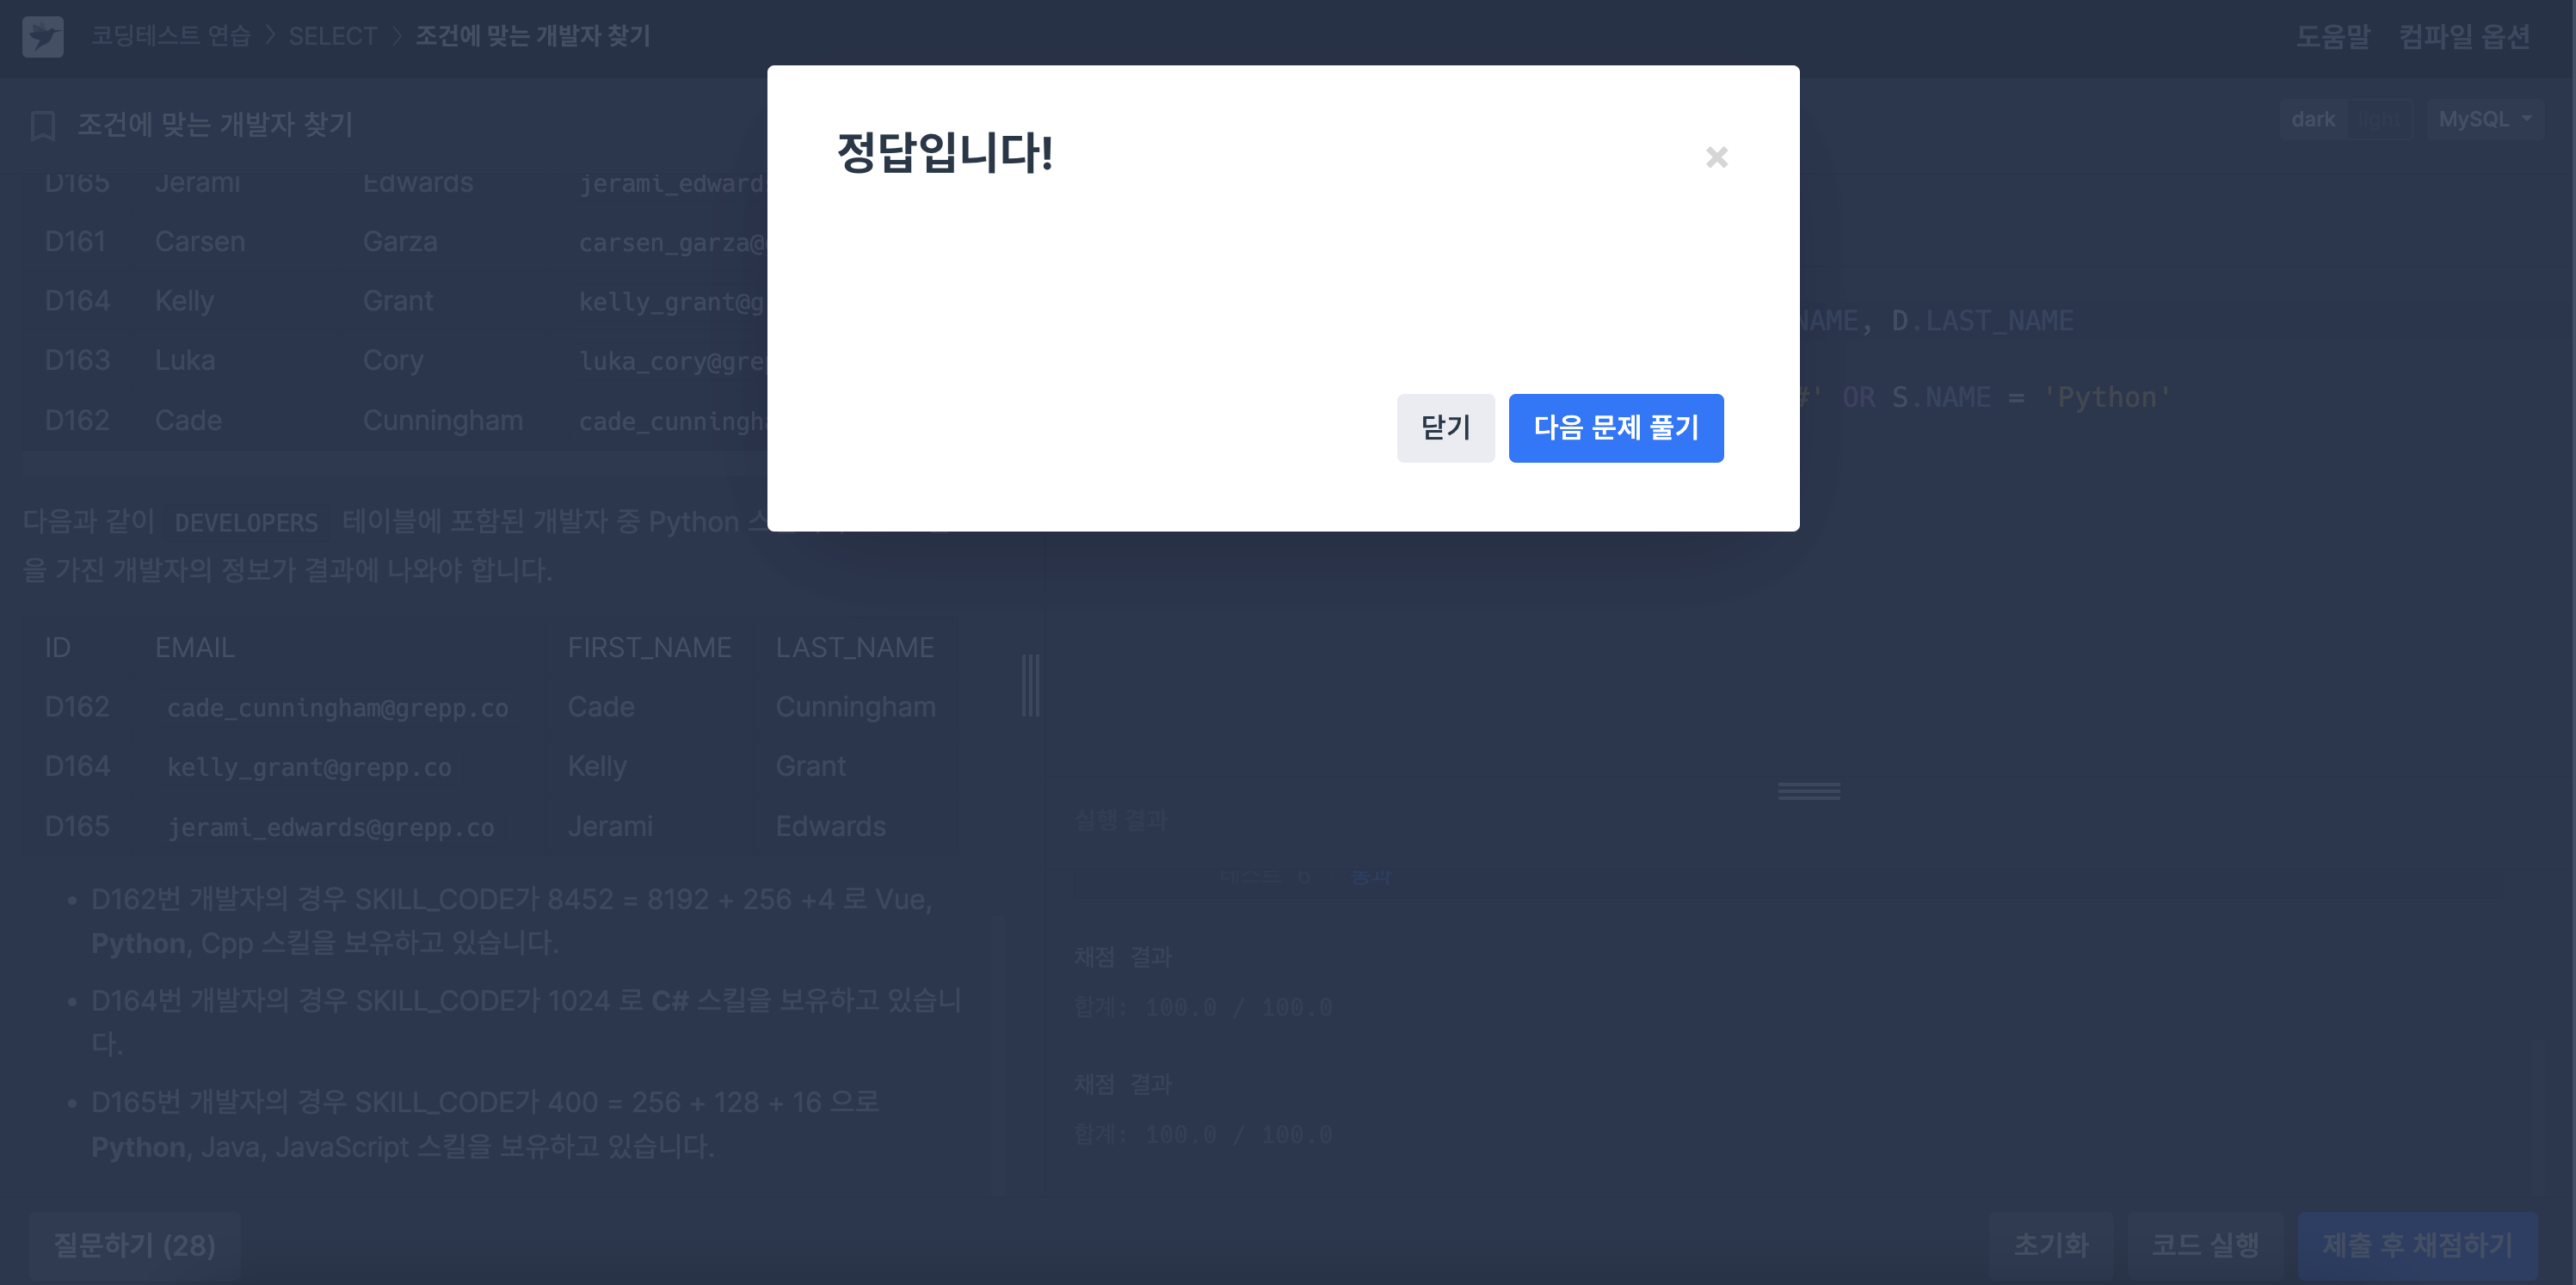 코딩테스트 연습 > SELECT > 조건에 맞는 개발자 찾기
도움말 컴파일 옵션
조건에 맞는 개발자 찾기
dark light MySQL
정답입니다!
×
닫기 다음 문제 풀기
D165 Jerami Edwards jerami_edward
D161 Carsen Garza carsen_garza@
D164 Kelly Grant kelly_grant@g
D163 Luka Cory luka_cory@gre
D162 Cade Cunningham cade_cunningh
NAME, D.LAST_NAME
#' OR S.NAME = 'Python'
다음과 같이 DEVELOPERS 테이블에 포함된 개발자 중 Python
을 가진 개발자의 정보가 결과에 나와야 합니다.
ID EMAIL FIRST_NAME LAST_NAME
D162 cade_cunningham@grepp.co Cade Cunningham
D164 kelly_grant@grepp.co Kelly Grant
D165 jerami_edwards@grepp.co Jerami Edwards
• D162번 개발자의 경우 SKILL_CODE가 8452 = 8192 + 256 +4 로 Vue,
Python, Cpp 스킬을 보유하고 있습니다.
• D164번 개발자의 경우 SKILL_CODE가 1024 로 C# 스킬을 보유하고 있습니
다.
• D165번 개발자의 경우 SKILL_CODE가 400 = 256 + 128 + 16 으로
Python, Java, JavaScript 스킬을 보유하고 있습니다.
실행 결과
테스트 6 통과
채점 결과
합계: 100.0 / 100.0
채점 결과
합계: 100.0 / 100.0
질문하기 (28)
초기화 코드 실행 제출 후 채점하기